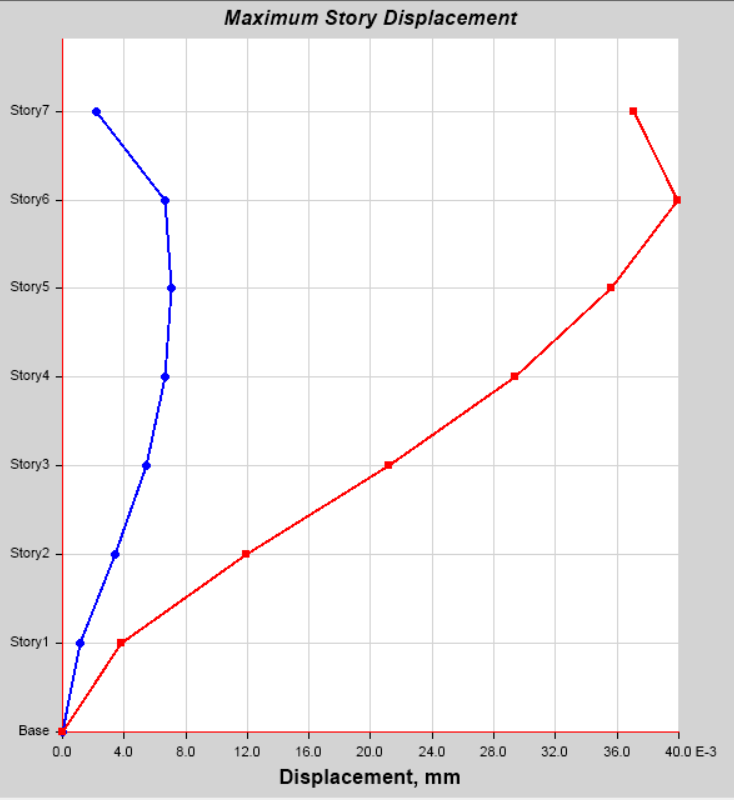 Maximum Story Displacement
Story7
Story6
Story5
Story4
Story3
Story2
Story1
Base
0.0 4.0 8.0 12.0 16.0 20.0 24.0 28.0 32.0 36.0 40.0 E-3
Displacement, mm